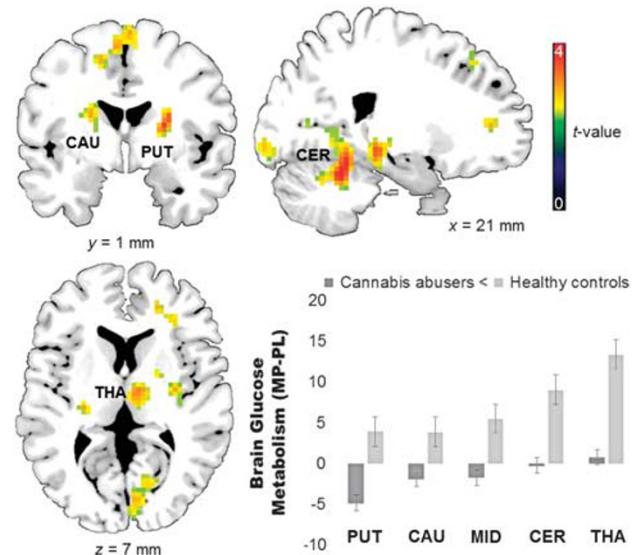 CAU
PUT
y = 1 mm
CER
x = 21 mm
4
t-value
0
THA
z = 7 mm
Cannabis abusers < Healthy controls
Brain Glucose
Metabolism (MP-PL)
20
15
10
5
0
-5
-10
PUT CAU MID CER THA